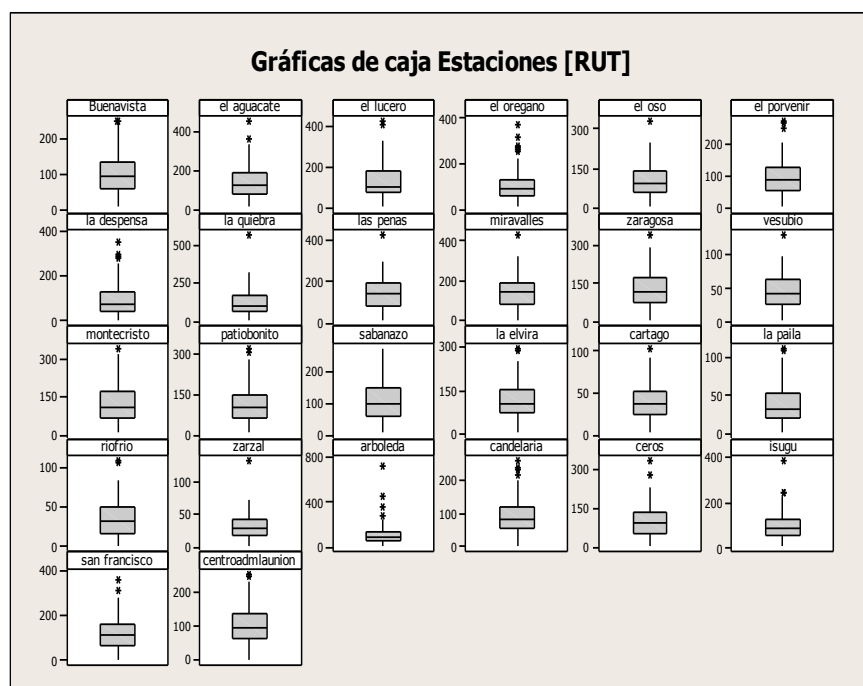 Gráficas de caja Estaciones [RUT]
Buenavista
el aguacate
el lucero
el oregano
el oso
el porvenir
200
100
0
400
200
0
400
200
0
400
200
0
300
150
0
200
100
0
la despensa
la quiebra
las penas
miravalles
zaragosa
vesubio
400
200
0
500
250
0
400
200
0
400
200
0
300
150
0
100
50
0
montecristo
patiobonito
sabanazo
la elvira
cartago
la paila
300
150
0
300
150
0
200
100
0
300
150
0
100
50
0
100
50
0
riofrio
zarzal
arboleda
candelaria
ceros
isugu
100
50
0
100
50
0
800
400
0
200
100
0
300
150
0
400
200
0
san francisco
centroadmlaunion
400
200
0
200
100
0